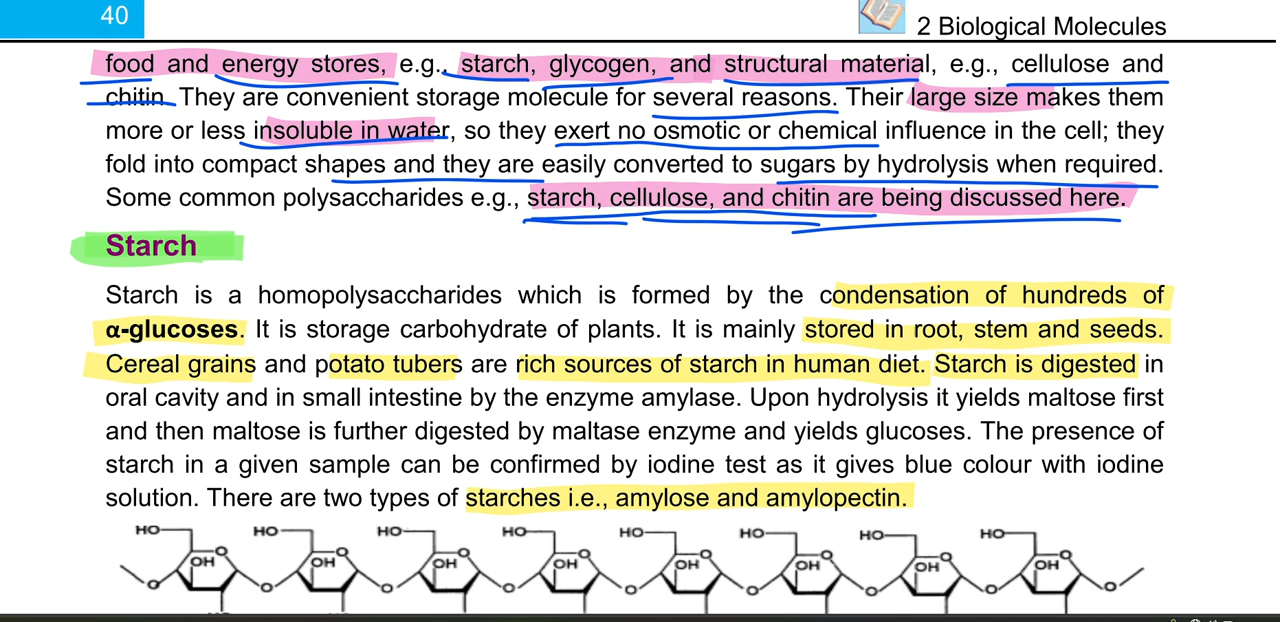 40
2 Biological Molecules
food and energy stores, e.g., starch, glycogen, and structural material, e.g., cellulose and
chitin. They are convenient storage molecule for several reasons. Their large size makes them
more or less insoluble in water, so they exert no osmotic or chemical influence in the cell; they
fold into compact shapes and they are easily converted to sugars by hydrolysis when required.
Some common polysaccharides e.g., starch, cellulose, and chitin are being discussed here.
Starch
Starch is a homopolysaccharides which is formed by the condensation of hundreds of
α-glucoses. It is storage carbohydrate of plants. It is mainly stored in root, stem and seeds.
Cereal grains and potato tubers are rich sources of starch in human diet. Starch is digested in
oral cavity and in small intestine by the enzyme amylase. Upon hydrolysis it yields maltose first
and then maltose is further digested by maltase enzyme and yields glucoses. The presence of
starch in a given sample can be confirmed by iodine test as it gives blue colour with iodine
solution. There are two types of starches i.e., amylose and amylopectin.
HO HO HO HO HO HO HO HO
O O O O O O O O
OH OH OH OH OH OH OH OH
O O O O O O O O O